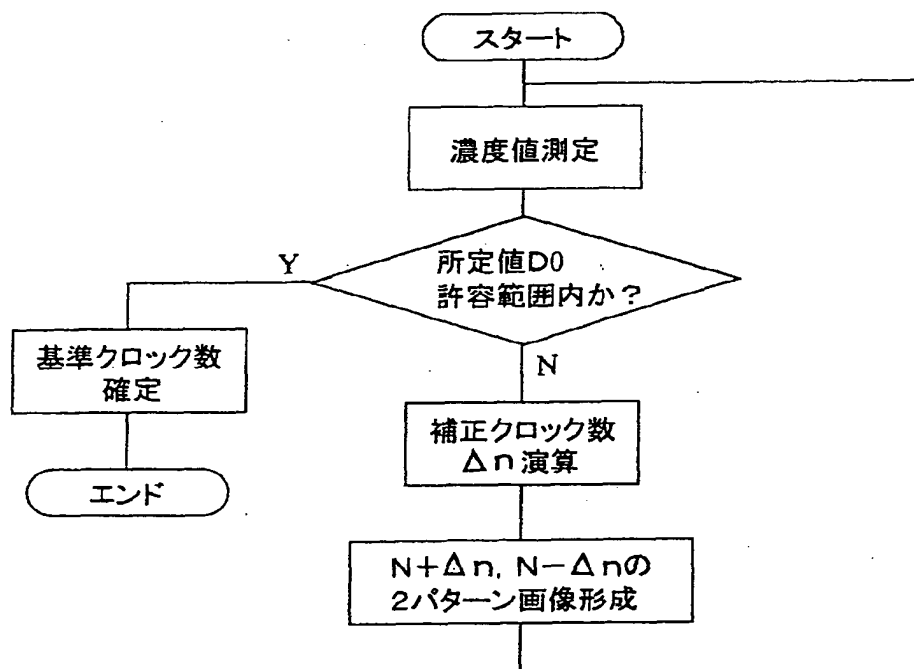 スタート
濃度値測定
所定値D0
許容範囲内か？
Y
N
基準クロック数
確定
エンド
補正クロック数
Δn演算
N+Δn, N−Δnの
2パターン画像形成